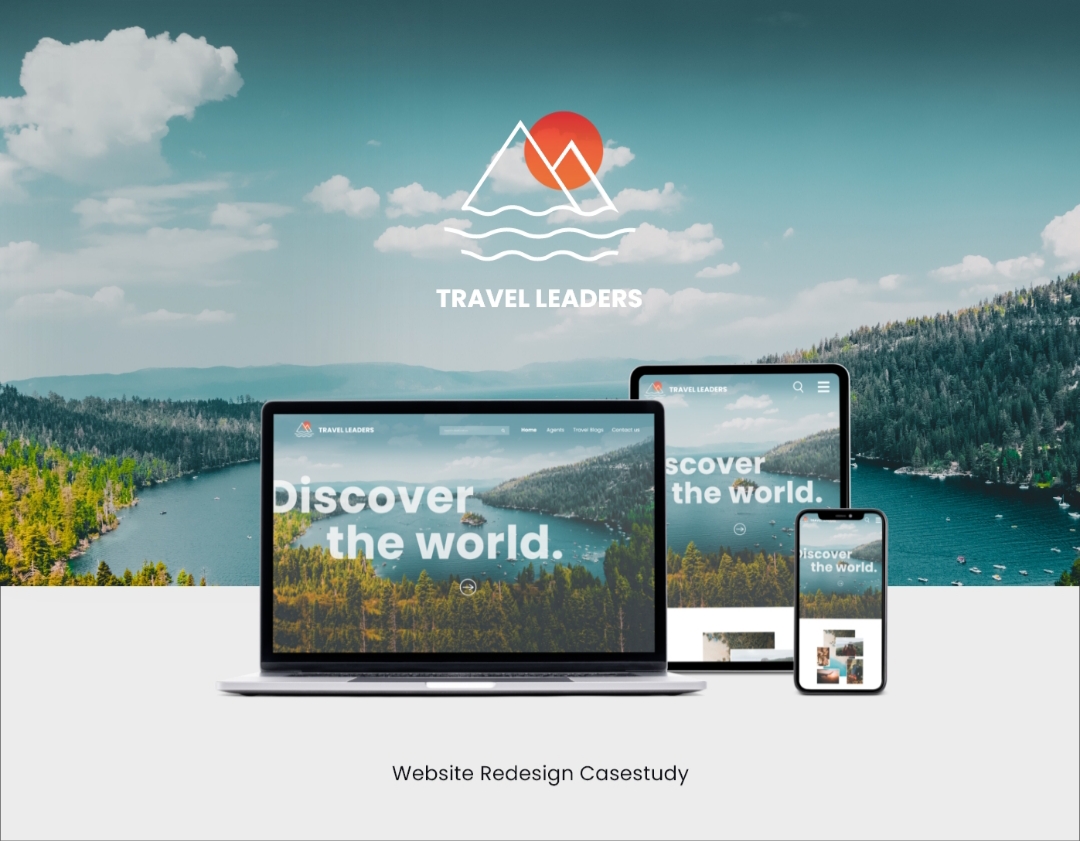 TRAVEL LEADERS
TRAVEL LEADERS
Home Agents Travel Blogs Contact us
Discover
the world.
TRAVEL LEADERS
scover
the world.
Discover
the world.
Website Redesign Casestudy